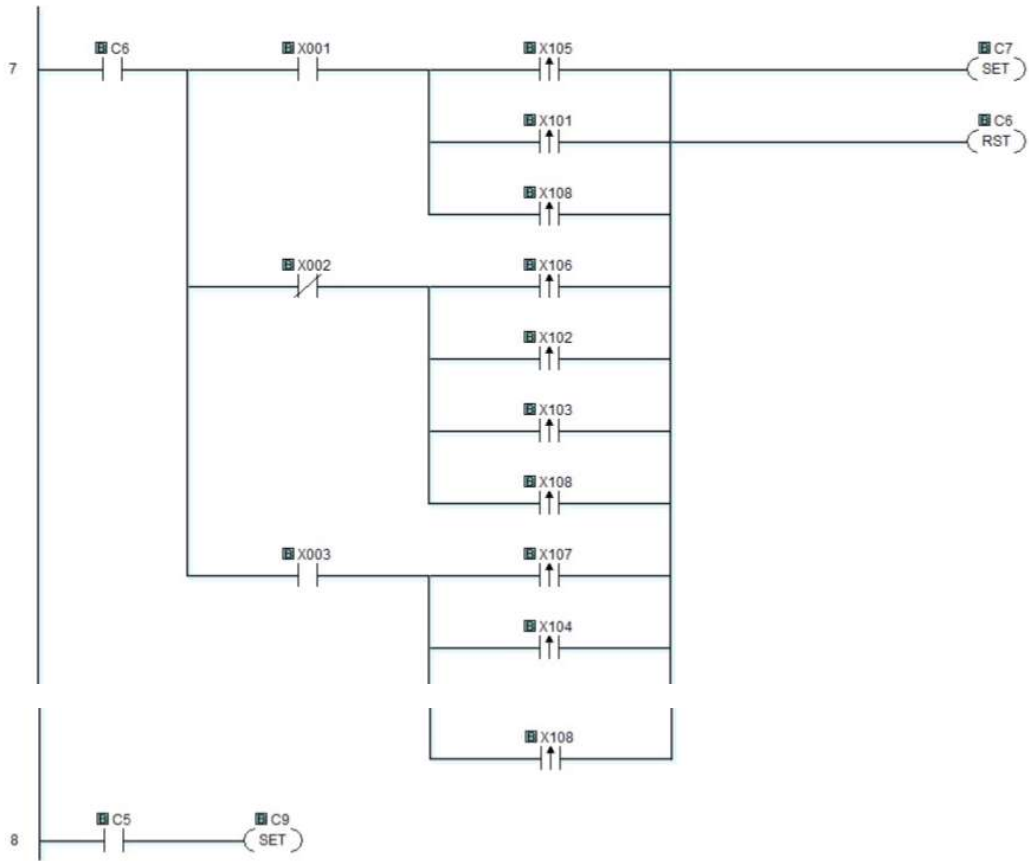 B C6 B X001 B X105 B C7
7 SET
B X101 B C6
RST
B X108
B X002 B X106
B X102
B X103
B X108
B X003 B X107
B X104
B X108
B C5 B C9
8 SET